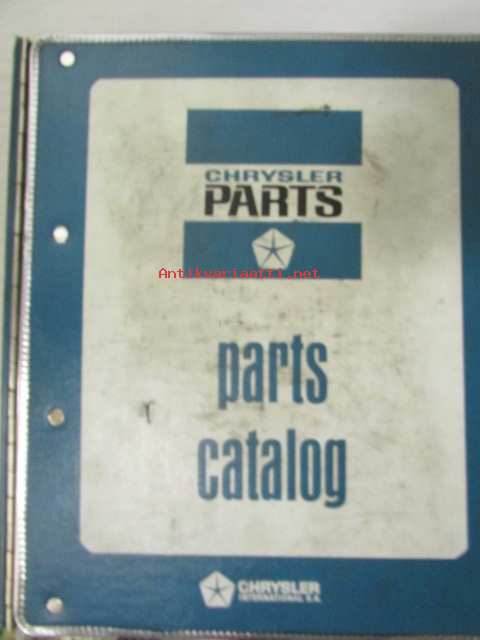 CHRYSLER
PARTS
Antikvariaatti.net
parts
catalog
CHRYSLER
INTERNATIONAL S.A.